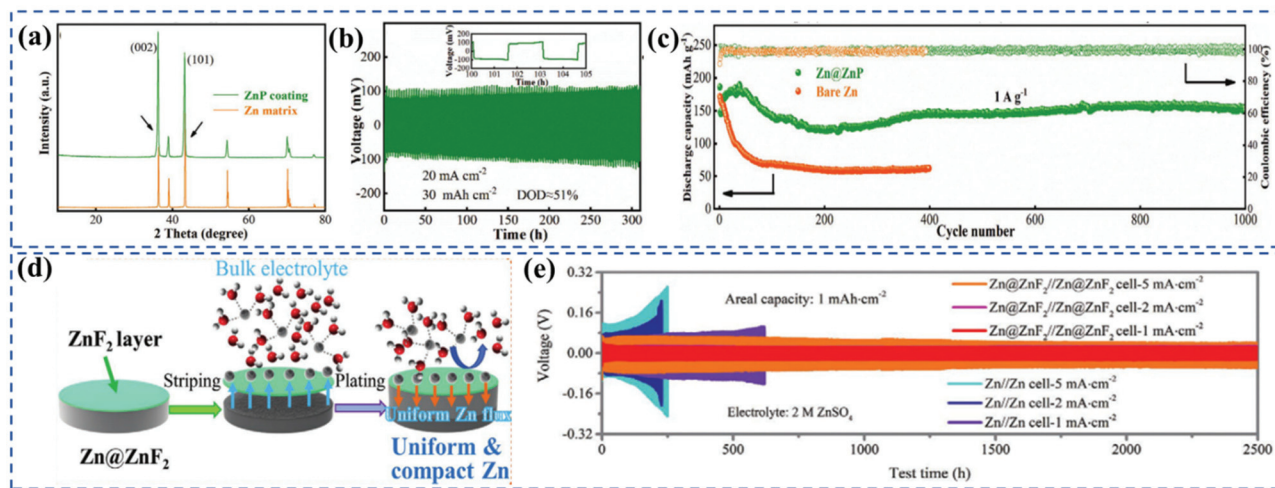 (a)
(002)
(101)
ZnP coating
Zn matrix
Intensity (a.u.)
20 40 60 80
2 Theta (degree)
(b)
200
100
0
-100
-200
Voltage (mV)
100
0
-100
Voltage (mV)
100 101 102 103 104 105
Time (h)
20 mA cm⁻²
30 mAh cm⁻² DOD≈51%
0 50 100 150 200 250 300
Time (h)
(c)
250
200
150
100
50
0
Discharge capacity (mAh g⁻¹)
Zn@ZnP
Bare Zn
1 A g⁻¹
100
80
60
40
20
0
Coulombic efficiency (%)
0 200 400 600 800 1000
Cycle number
(d)
Bulk electrolyte
ZnF₂ layer
Striping
Plating
Uniform Zn flux
Zn@ZnF₂
Uniform &
compact Zn
(e)
0.32
0.16
0.00
-0.16
-0.32
Voltage (V)
Areal capacity: 1 mAh·cm⁻²
Zn@ZnF₂//Zn@ZnF₂ cell-5 mA·cm⁻²
Zn@ZnF₂//Zn@ZnF₂ cell-2 mA·cm⁻²
Zn@ZnF₂//Zn@ZnF₂ cell-1 mA·cm⁻²
Zn//Zn cell-5 mA·cm⁻²
Zn//Zn cell-2 mA·cm⁻²
Zn//Zn cell-1 mA·cm⁻²
Electrolyte: 2 M ZnSO₄
0 500 1000 1250 1500 2000 2500
Test time (h)